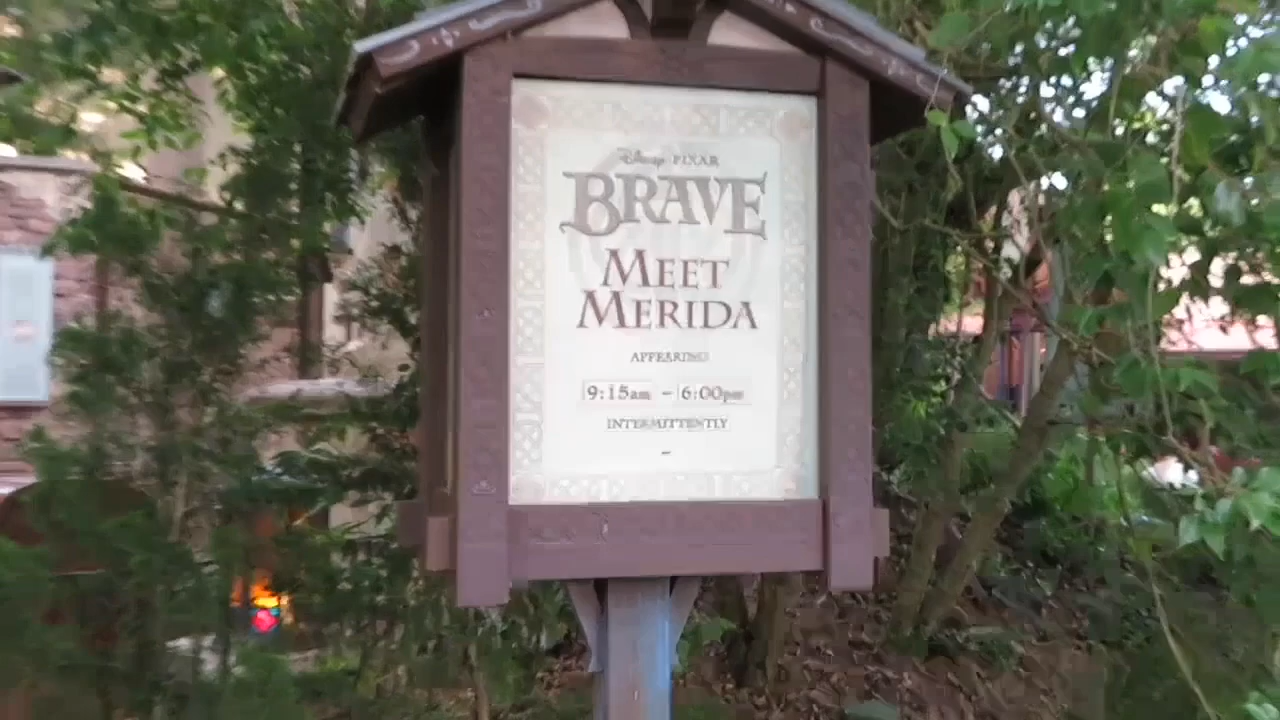 Disney PIXAR
BRAVE
MEET
MERIDA
APPEARING
9:15am - 6:00pm
INTERMITTENTLY